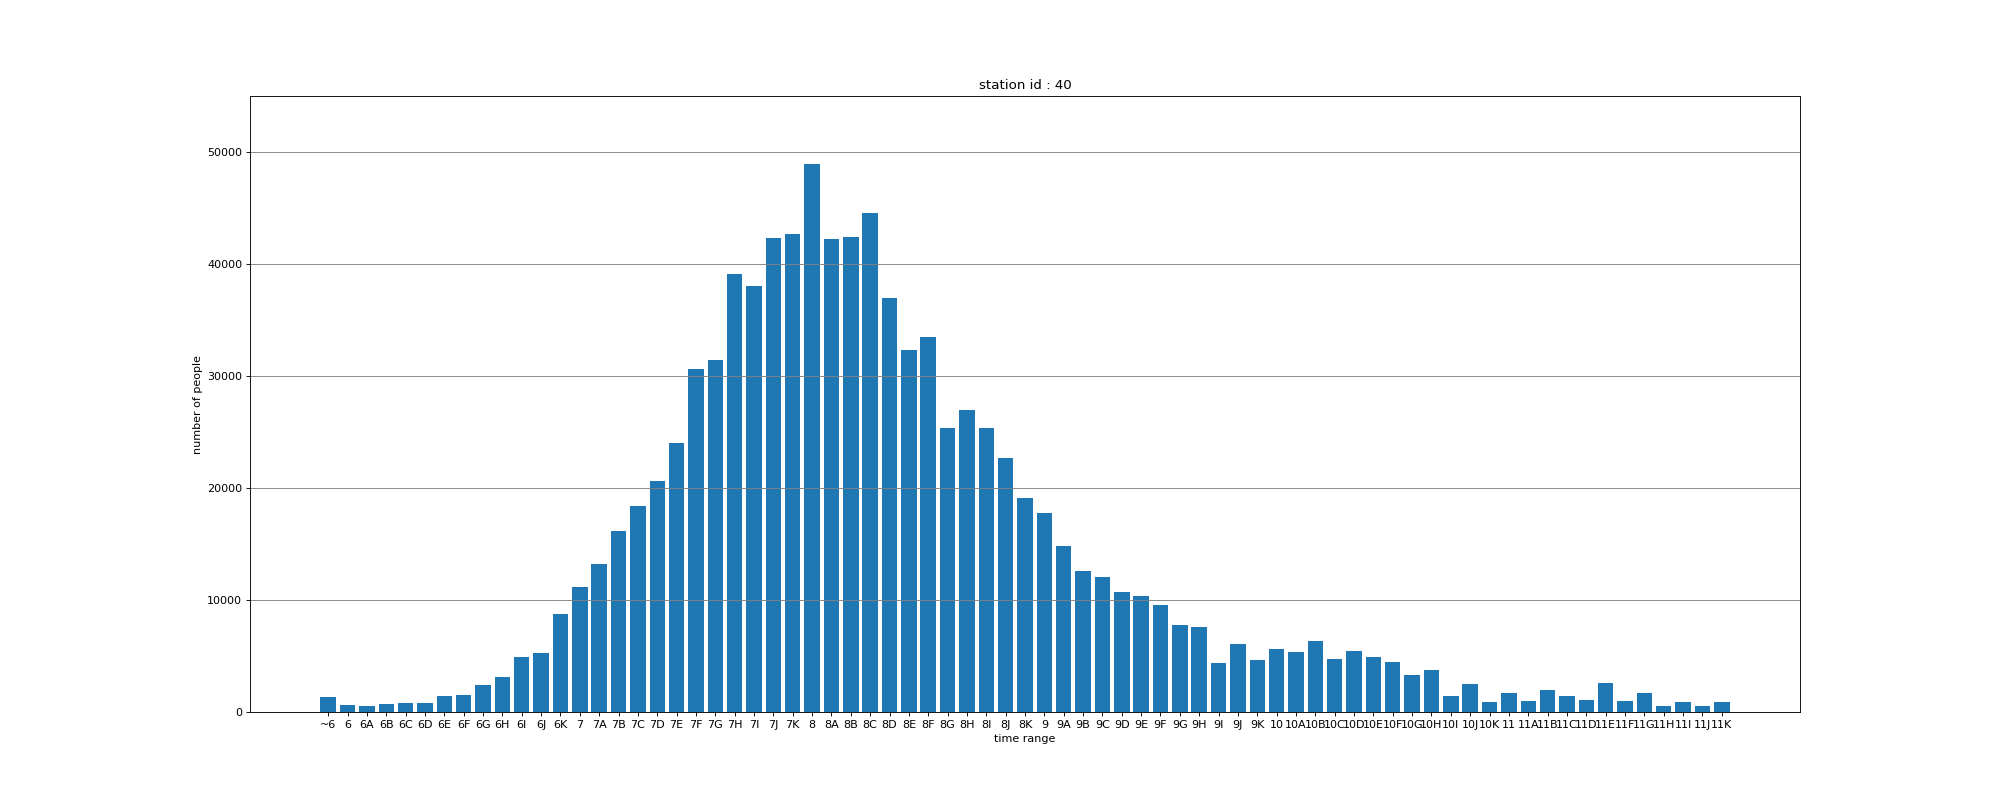 station id : 40
50000
40000
30000
20000
10000
0
number of people
~6 6 6A 6B 6C 6D 6E 6F 6G 6H 6I 6J 6K 7 7A 7B 7C 7D 7E 7F 7G 7H 7I 7J 7K 8 8A 8B 8C 8D 8E 8F 8G 8H 8I 8J 8K 9 9A 9B 9C 9D 9E 9F 9G 9H 9I 9J 9K 10 10A 10B 10C 10D 10E 10F 10G 10H 10I 10J 10K 11 11A 11B 11C 11D 11E 11F 11G 11H 11I 11J 11K
time range